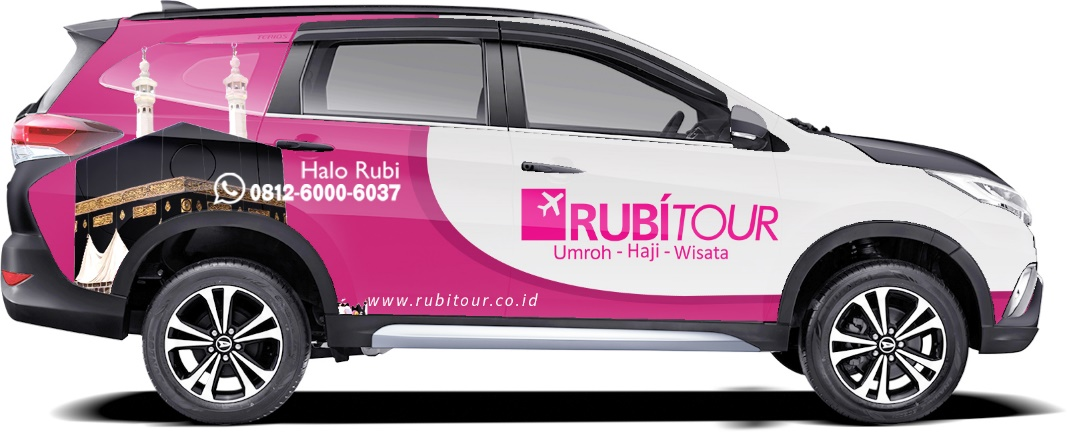 Halo Rubi
0812-6000-6037
RUBÍTOUR
Umroh - Haji - Wisata
www.rubitour.co.id